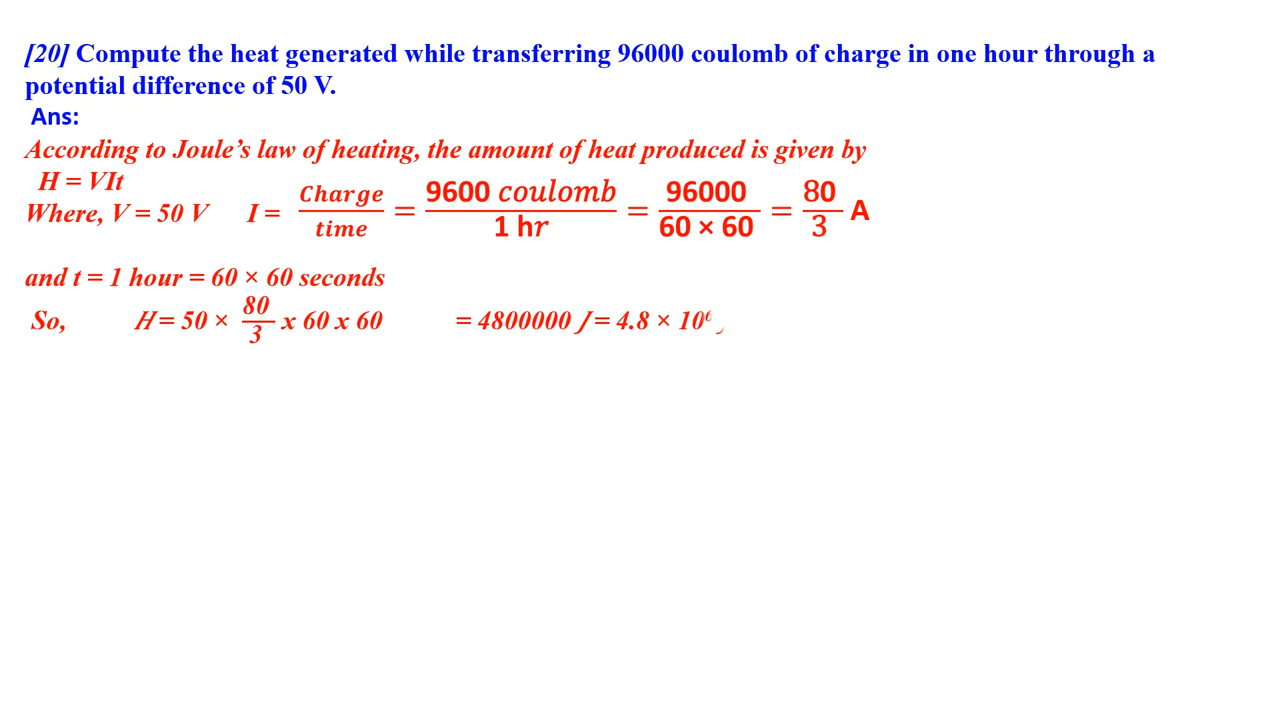 [20] Compute the heat generated while transferring 96000 coulomb of charge in one hour through a
potential difference of 50 V.
Ans:
According to Joule’s law of heating, the amount of heat produced is given by
H = VIt
Where, V = 50 V I = Charge/time = 9600 coulomb/1 hr = 96000/60 × 60 = 80/3 A
and t = 1 hour = 60 × 60 seconds
So, H = 50 × 80/3 x 60 x 60 = 4800000 J = 4.8 × 10⁶